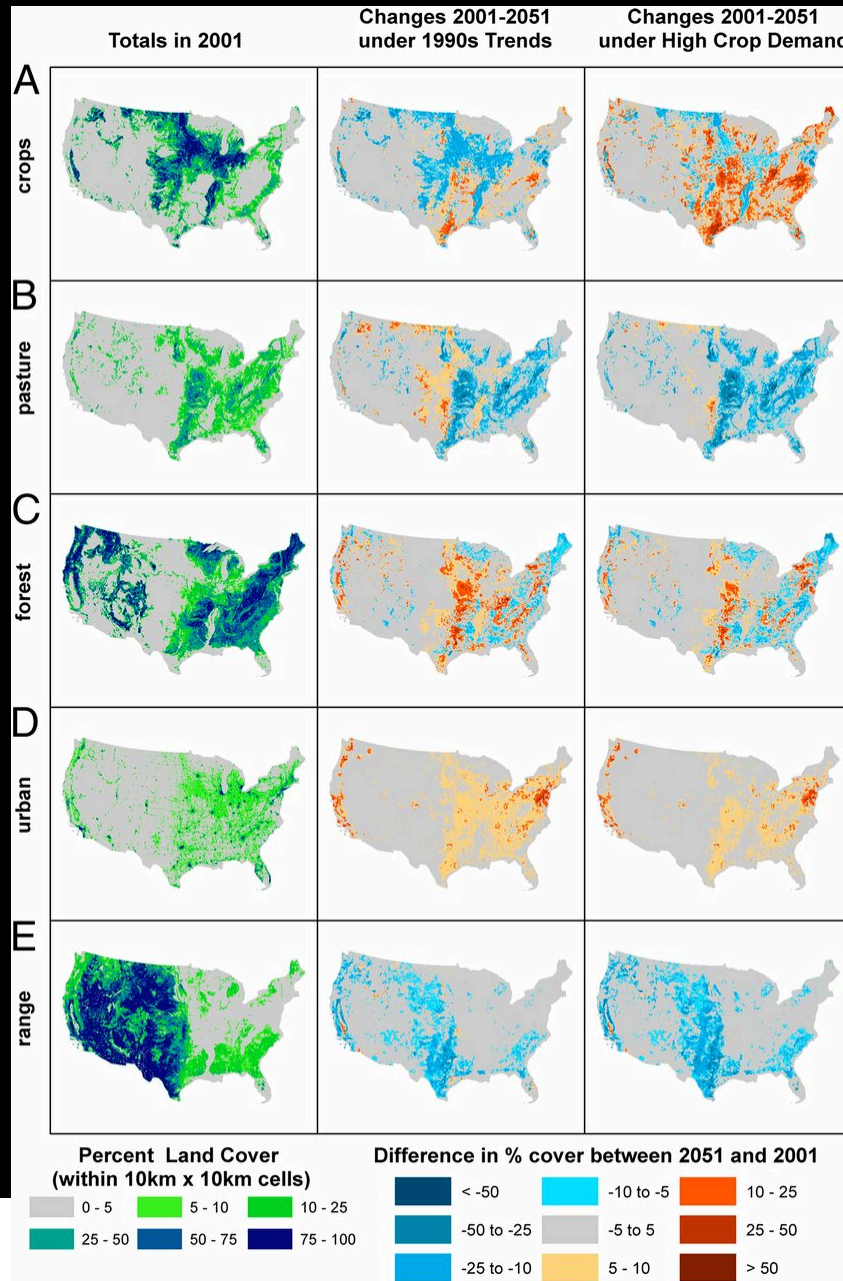 Totals in 2001
Changes 2001-2051
under 1990s Trends
Changes 2001-2051
under High Crop Deman
A
crops
B
pasture
C
forest
D
urban
E
range
Percent Land Cover
(within 10km x 10km cells)
0 - 5
5 - 10
10 - 25
25 - 50
50 - 75
75 - 100
Difference in % cover between 2051 and 2001
< -50
-10 to -5
10 - 25
-50 to -25
-5 to 5
25 - 50
-25 to -10
5 - 10
> 50